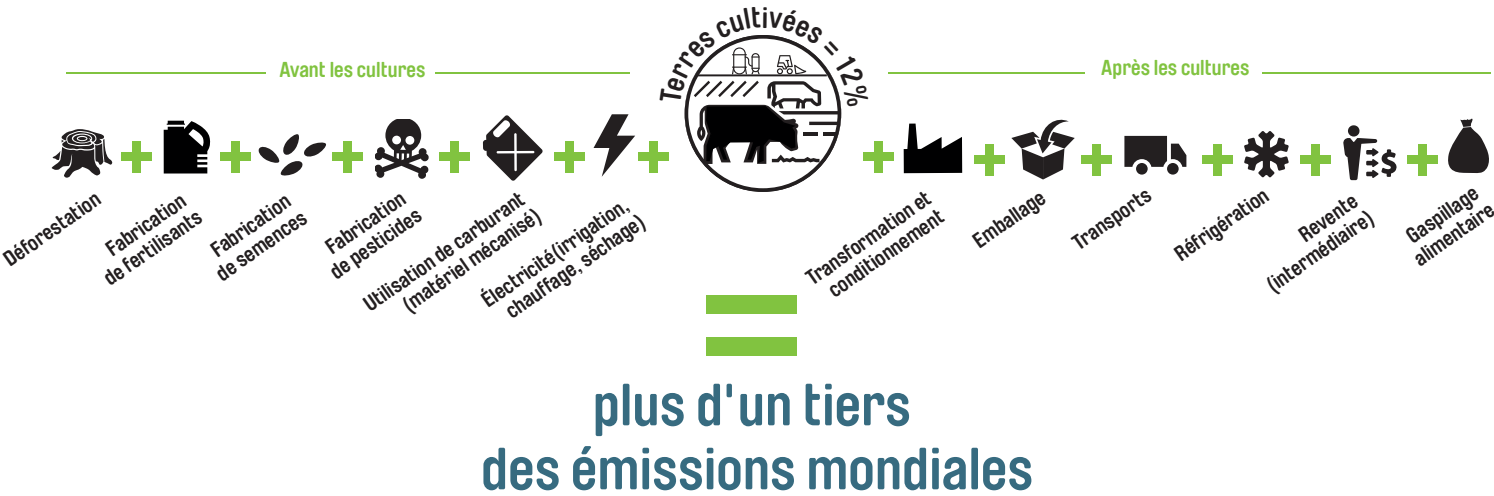 Terres cultivées = 12%
Avant les cultures
Après les cultures
Déforestation
Fabrication
de fertilisants
Fabrication
de semences
Fabrication
de pesticides
Utilisation de carburant
(matériel mécanisé)
Électricité(irrigation,
chauffage, séchage)
Transformation et
conditionnement
Emballage
Transports
Réfrigération
Revente
(intermédiaire)
Gaspillage
alimentaire
plus d'un tiers
des émissions mondiales